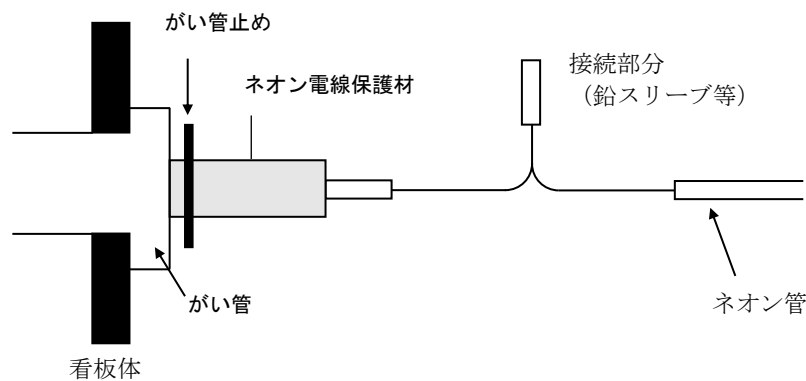 がい管止め
ネオン電線保護材
接続部分
（鉛スリーブ等）
がい管
ネオン管
看板体